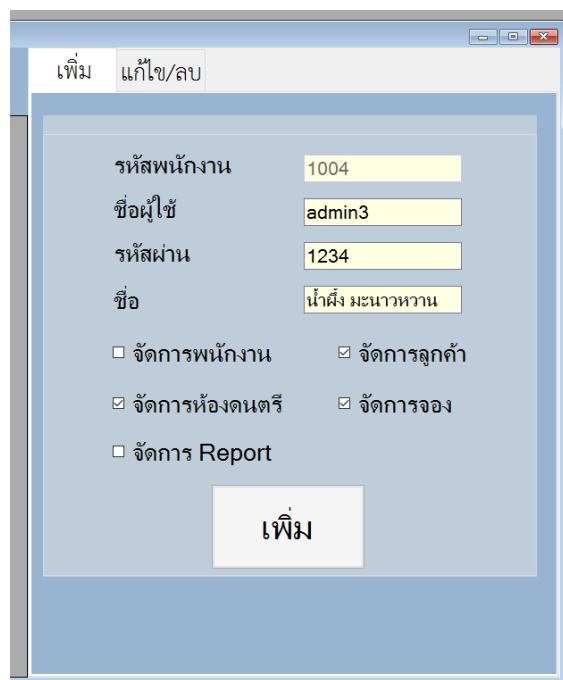 เพิ่ม แก้ไข/ลบ
รหัสพนักงาน 1004
ชื่อผู้ใช้ admin3
รหัสผ่าน 1234
ชื่อ น้ำผึ้ง มะนาวหวาน
จัดการพนักงาน จัดการลูกค้า
จัดการห้องดนตรี จัดการจอง
จัดการ Report
เพิ่ม